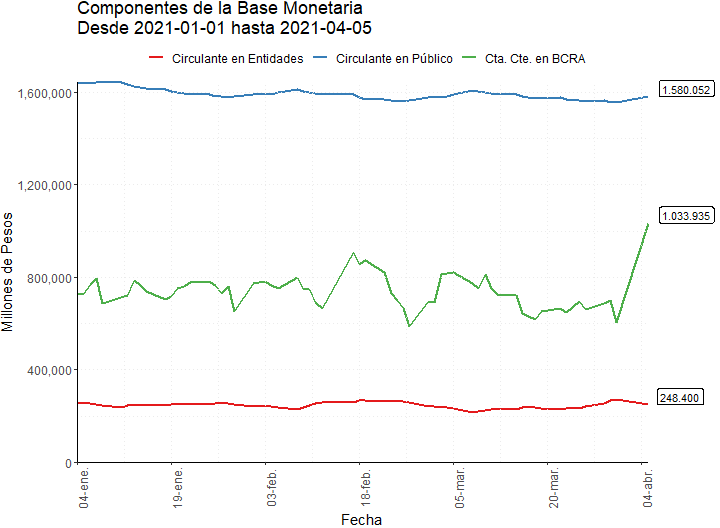 Componentes de la Base Monetaria
Desde 2021-01-01 hasta 2021-04-05
Circulante en Entidades Circulante en Público Cta. Cte. en BCRA
1,600,000
1,200,000
800,000
400,000
0
Millones de Pesos
1.580.052
1.033.935
248.400
04-ene.
19-ene.
03-feb.
18-feb.
05-mar.
20-mar.
04-abr.
Fecha